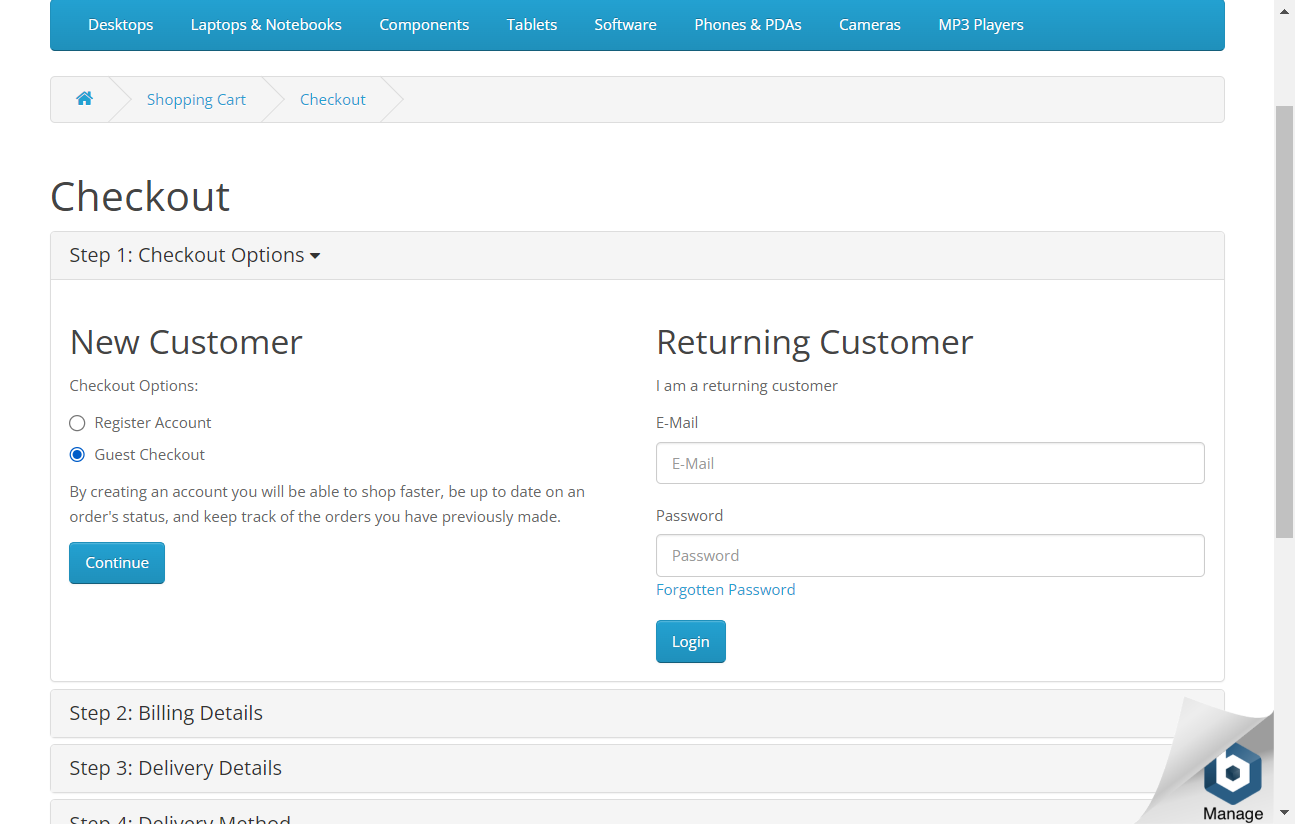 Desktops Laptops & Notebooks Components Tablets Software Phones & PDAs Cameras MP3 Players
Shopping Cart Checkout
Checkout
Step 1: Checkout Options
New Customer
Checkout Options:
Register Account
Guest Checkout
By creating an account you will be able to shop faster, be up to date on an
order's status, and keep track of the orders you have previously made.
Continue
Returning Customer
I am a returning customer
E-Mail
E-Mail
Password
Password
Forgotten Password
Login
Step 2: Billing Details
Step 3: Delivery Details
Step 4: Delivery Method
Manage